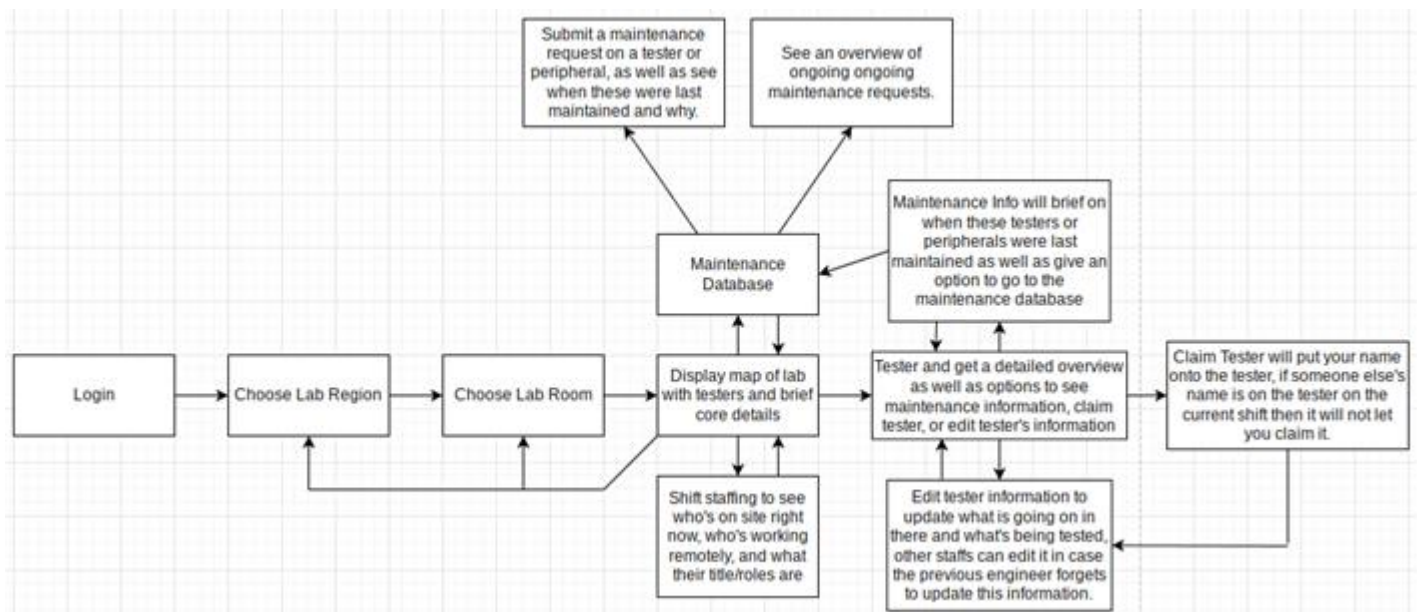 Submit a maintenance
request on a tester or
peripheral, as well as see
when these were last
maintained and why.
See an overview of
ongoing ongoing
maintenance requests.
Maintenance Info will brief on
when these testers or
peripherals were last
maintained as well as give an
option to go to the
maintenance database
Maintenance
Database
Login
Choose Lab Region
Choose Lab Room
Display map of lab
with testers and brief
core details
Tester and get a detailed overview
as well as options to see
maintenance information, claim
tester, or edit tester's information
Claim Tester will put your name
onto the tester, if someone else's
name is on the tester on the
current shift then it will not let
you claim it.
Shift staffing to see
who's on site right
now, who's working
remotely, and what
their title/roles are
Edit tester information to
update what is going on in
there and what's being tested,
other staffs can edit it in case
the previous engineer forgets
to update this information.